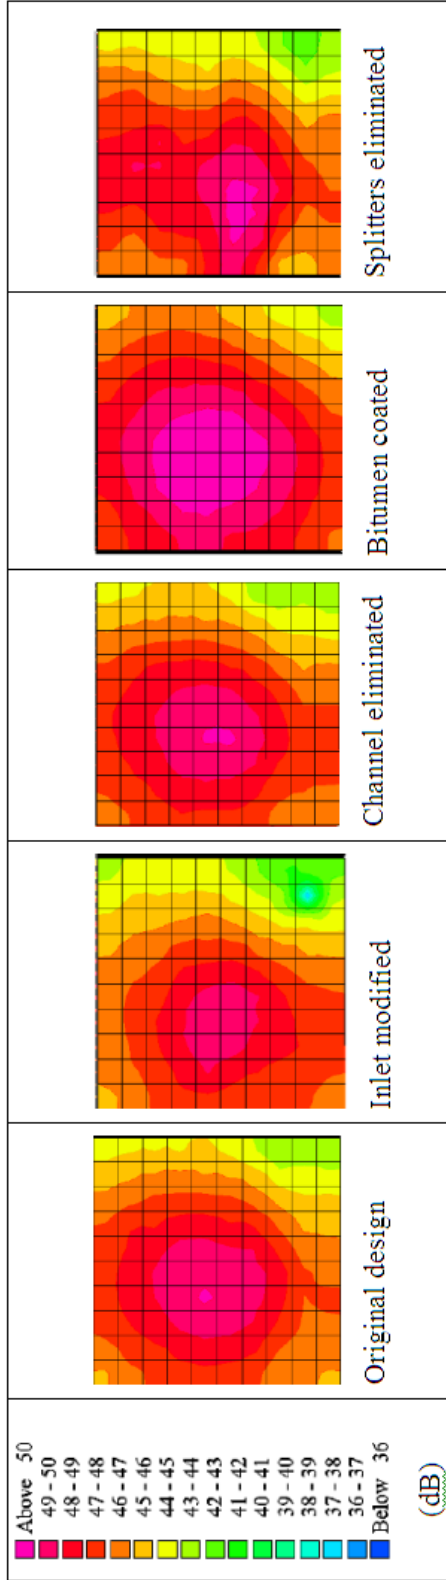 Above 50
49 - 50
48 - 49
47 - 48
46 - 47
45 - 46
44 - 45
43 - 44
42 - 43
41 - 42
40 - 41
39 - 40
38 - 39
37 - 38
36 - 37
Below 36
(dB)
Original design
Inlet modified
Channel eliminated
Bitumen coated
Splitters eliminated